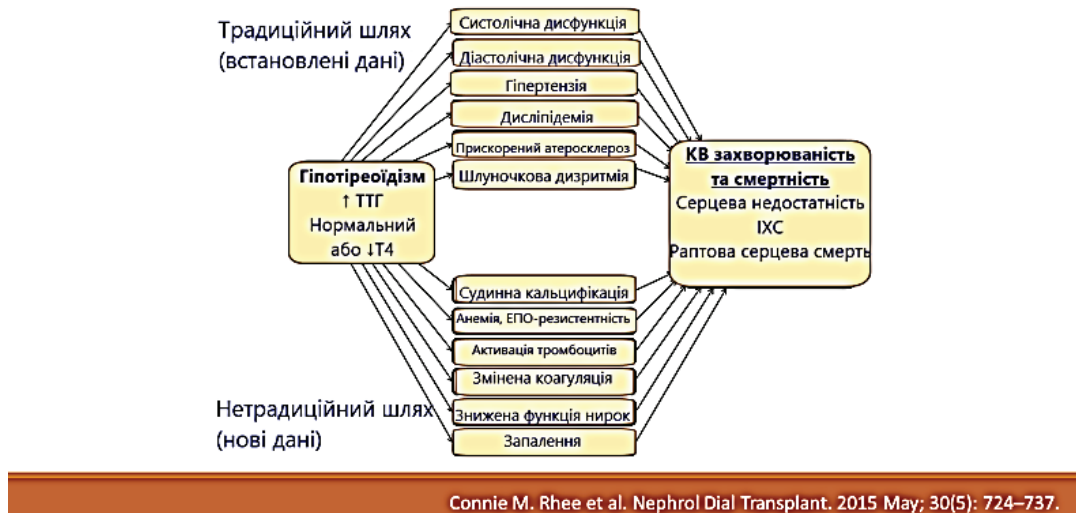 Традиційний шлях
(встановлені дані)
Систолічна дисфункція
Діастолічна дисфункція
Гіпертензія
Дисліпідемія
Прискорений атеросклероз
Шлуночкова дизритмія
Гіпотіреоїдізм
↑ ТТГ
Нормальний
або ↓Т4
КВ захворюваність
та смертність
Серцева недостатність
ІХС
Раптова серцева смерть
Судинна кальцифікація
Анемія, ЕПО-резистентність
Активація тромбоцитів
Змінена коагуляція
Знижена функція нирок
Запалення
Нетрадиційний шлях
(нові дані)
Connie M. Rhee et al. Nephrol Dial Transplant. 2015 May; 30(5): 724–737.